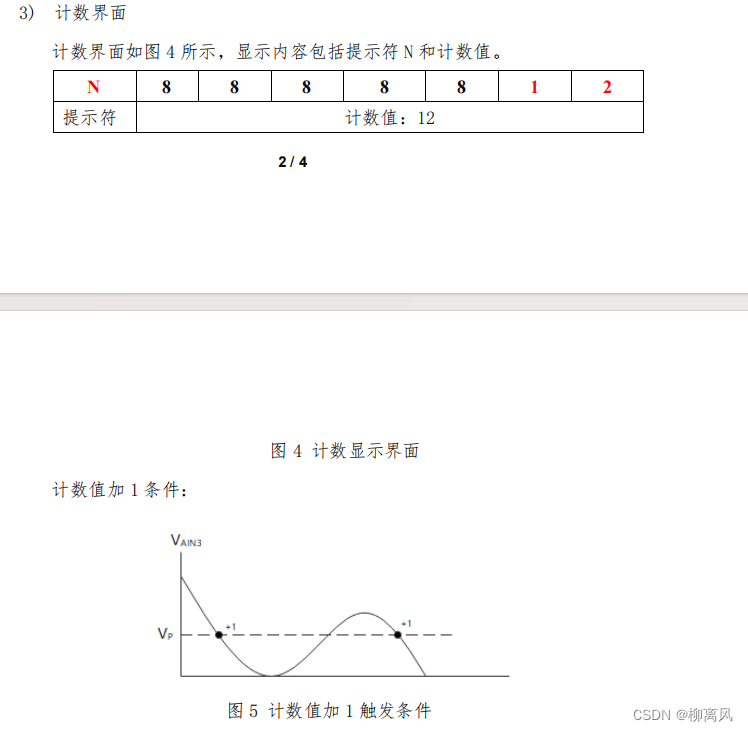 3) 计数界面
计数界面如图 4 所示，显示内容包括提示符 N 和计数值。
N 8 8 8 8 8 1 2
提示符 计数值：12
2 / 4
图 4 计数显示界面
计数值加 1 条件：
VAIN3
+1 +1
VP
图 5 计数值加 1 触发条件
CSDN @柳离风